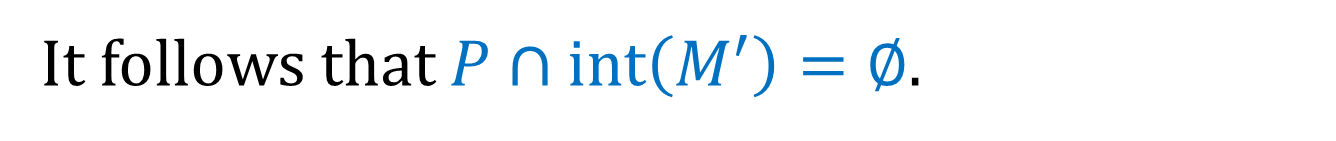 It follows that P ∩ int(M′) = ∅.